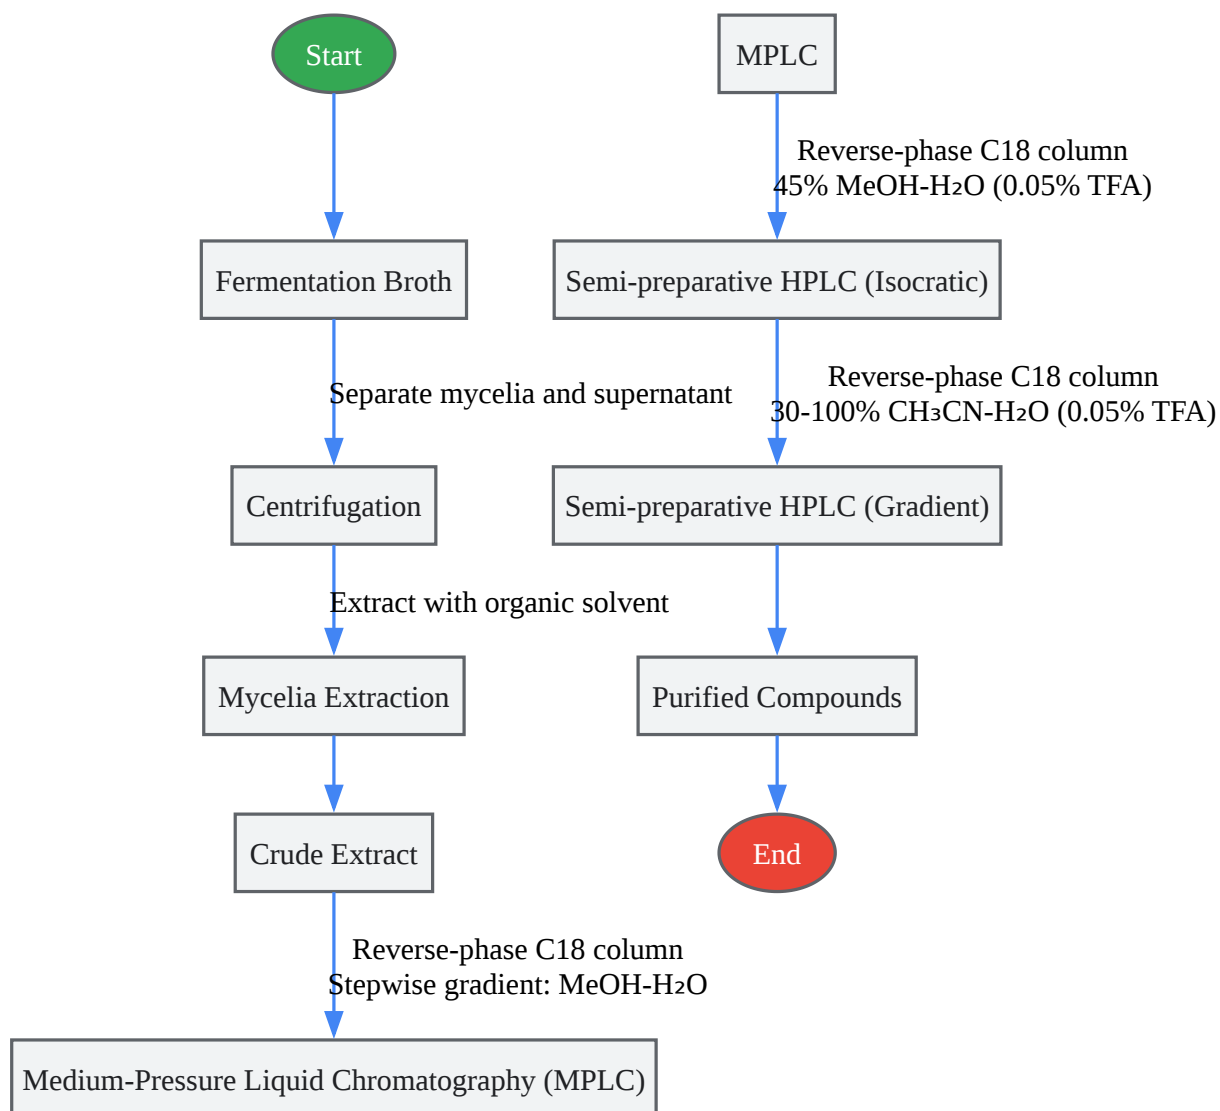 Start
Fermentation Broth
Separate mycelia and supernatant
Centrifugation
Extract with organic solvent
Mycelia Extraction
Crude Extract
Reverse-phase C18 column
Stepwise gradient: MeOH-H₂O
Medium-Pressure Liquid Chromatography (MPLC)
MPLC
Reverse-phase C18 column
45% MeOH-H₂O (0.05% TFA)
Semi-preparative HPLC (Isocratic)
Reverse-phase C18 column
30-100% CH₃CN-H₂O (0.05% TFA)
Semi-preparative HPLC (Gradient)
Purified Compounds
End